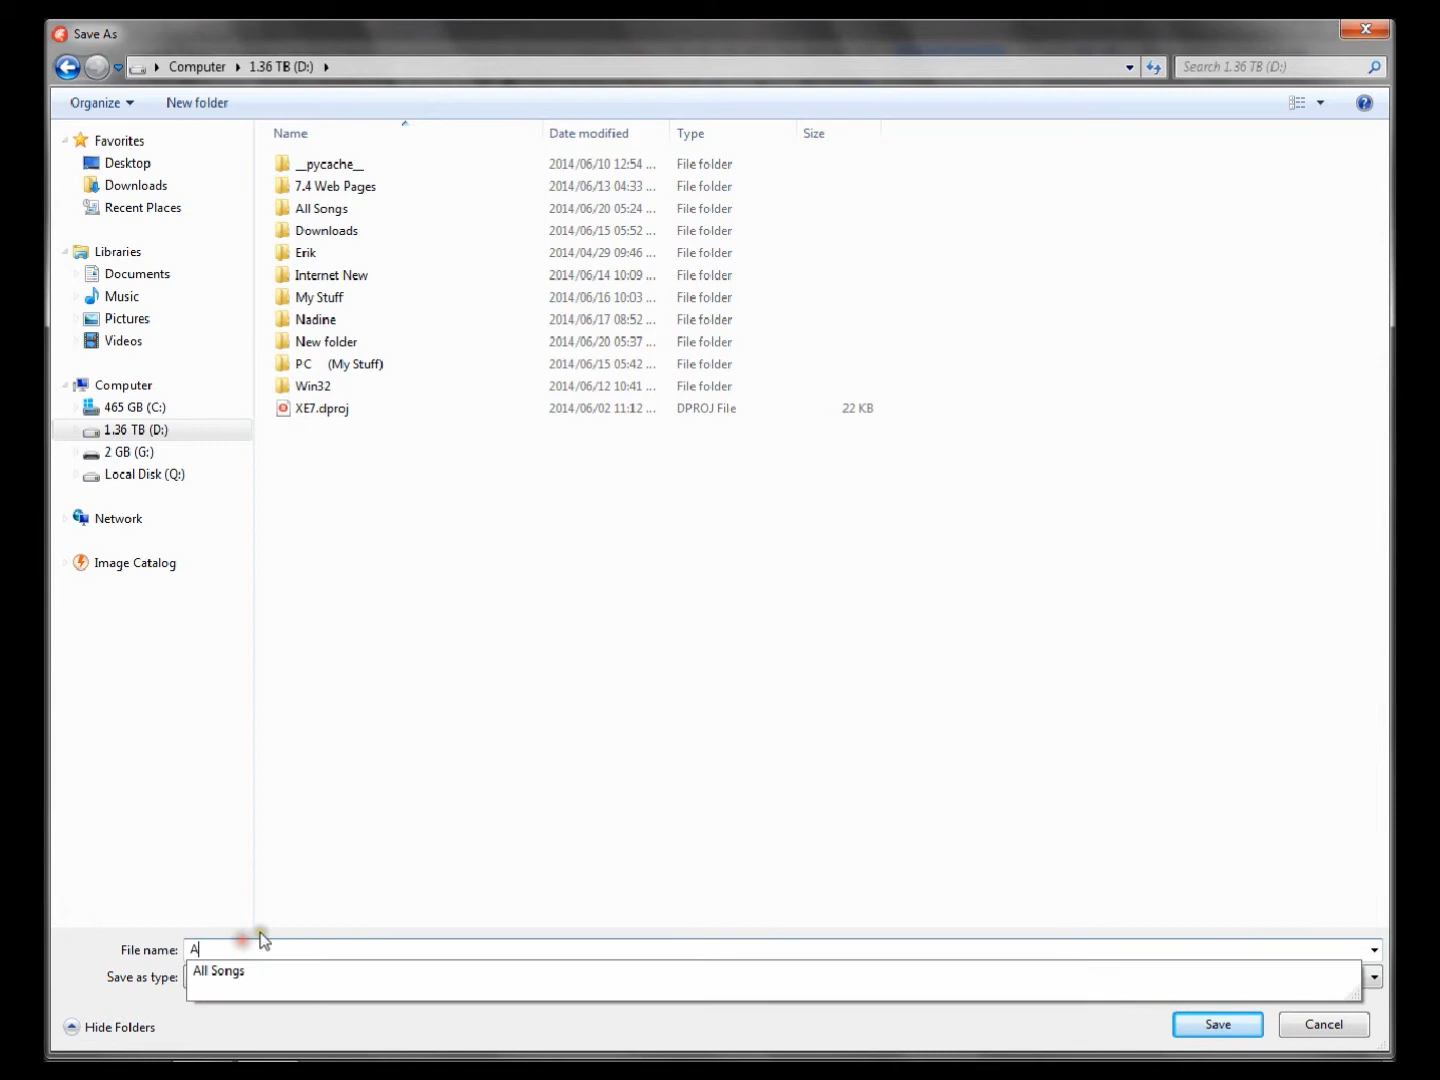 Save As
Computer 1.36 TB (D:) Search 1.36 TB (D:)
Organize New folder
Name Date modified Type Size
Favorites
Desktop
Downloads
Recent Places
Libraries
Documents
Music
Pictures
Videos
Computer
465 GB (C:)
1.36 TB (D:)
2 GB (G:)
Local Disk (Q:)
Network
Image Catalog
__pycache__ 2014/06/10 12:54 ... File folder
7.4 Web Pages 2014/06/13 04:33 ... File folder
All Songs 2014/06/20 05:24 ... File folder
Downloads 2014/06/15 05:52 ... File folder
Erik 2014/04/29 09:46 ... File folder
Internet New 2014/06/14 10:09 ... File folder
My Stuff 2014/06/16 10:03 ... File folder
Nadine 2014/06/17 08:52 ... File folder
New folder 2014/06/20 05:37 ... File folder
PC (My Stuff) 2014/06/15 05:42 ... File folder
Win32 2014/06/12 10:41 ... File folder
XE7.dproj 2014/06/02 11:12 ... DPROJ File 22 KB
File name: A
All Songs
Save as type:
Hide Folders Save Cancel